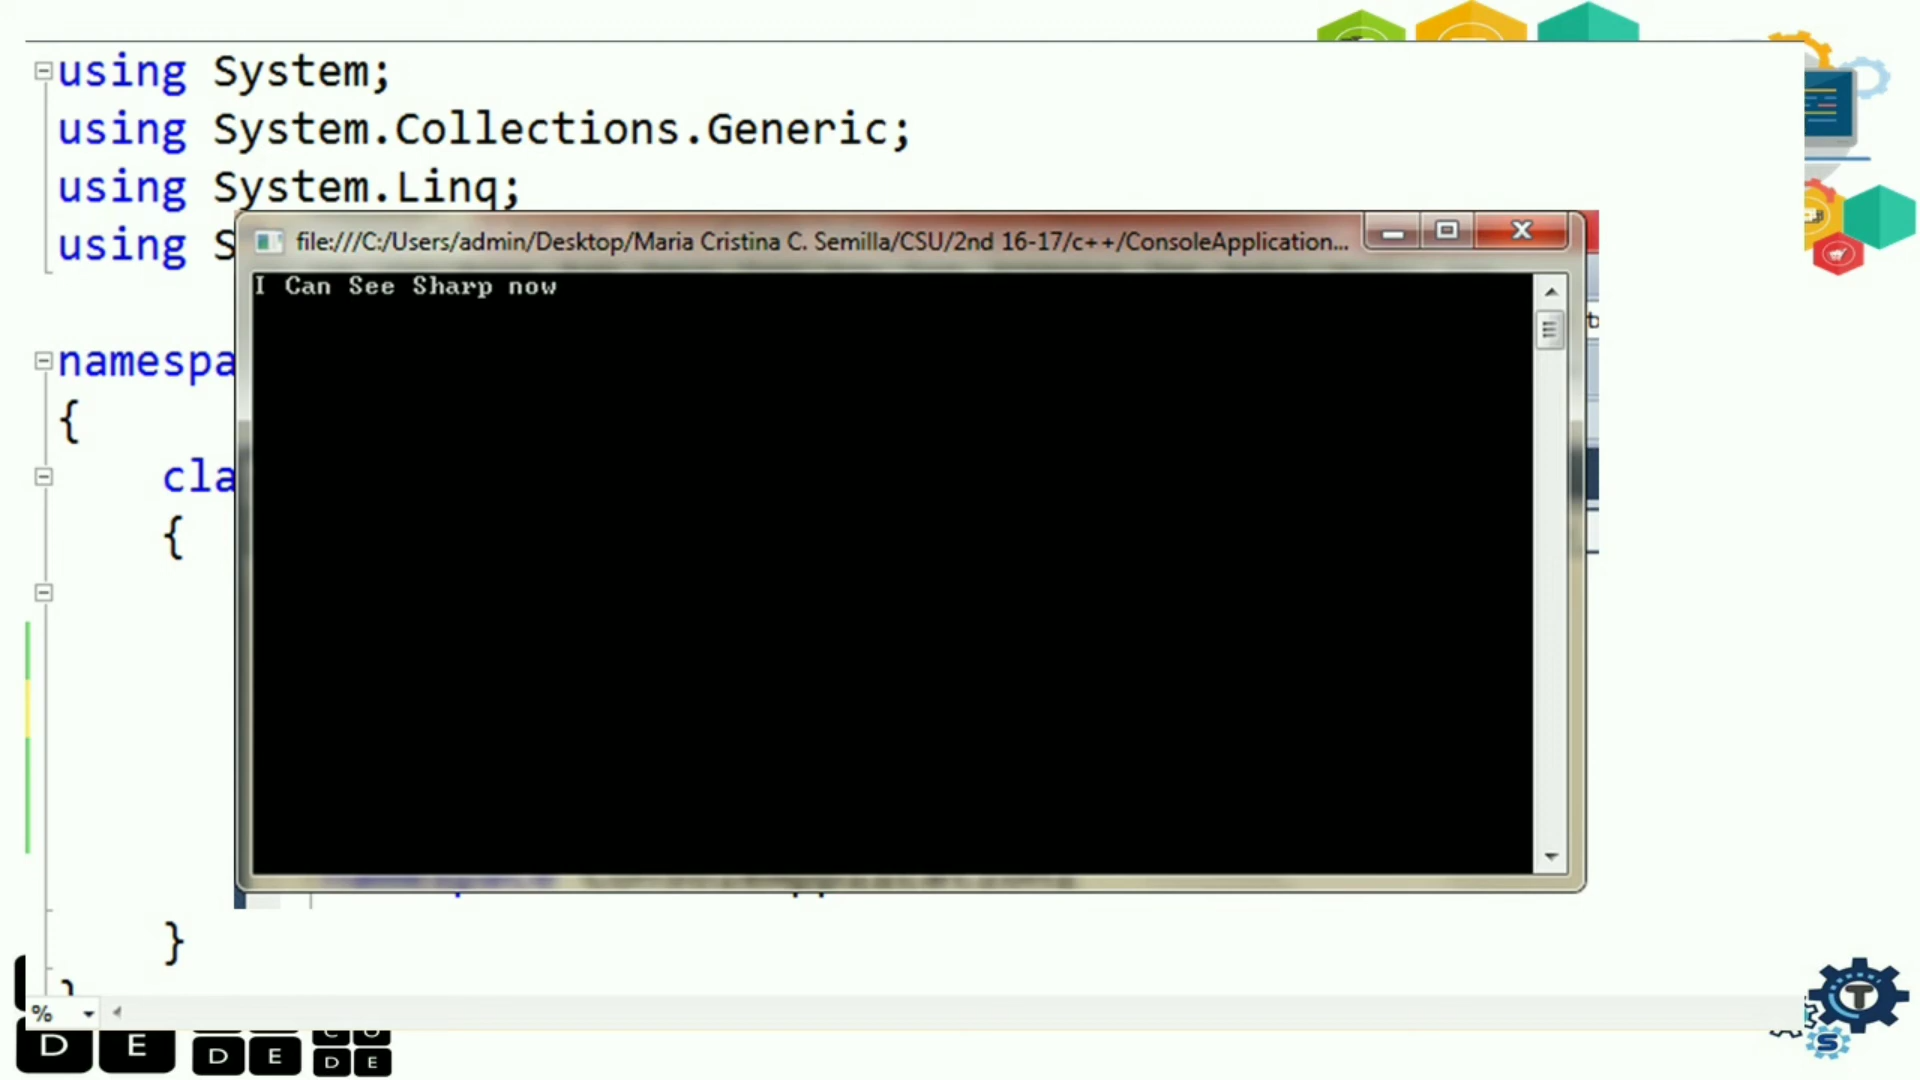 using System;
using System.Collections.Generic;
using System.Linq;
using S
file:///C:/Users/admin/Desktop/Maria Cristina C. Semilla/CSU/2nd 16-17/c++/ConsoleApplication...
I Can See Sharp now
namespa
{
cla
{
}
}
%
D E
D E
D E
T
S